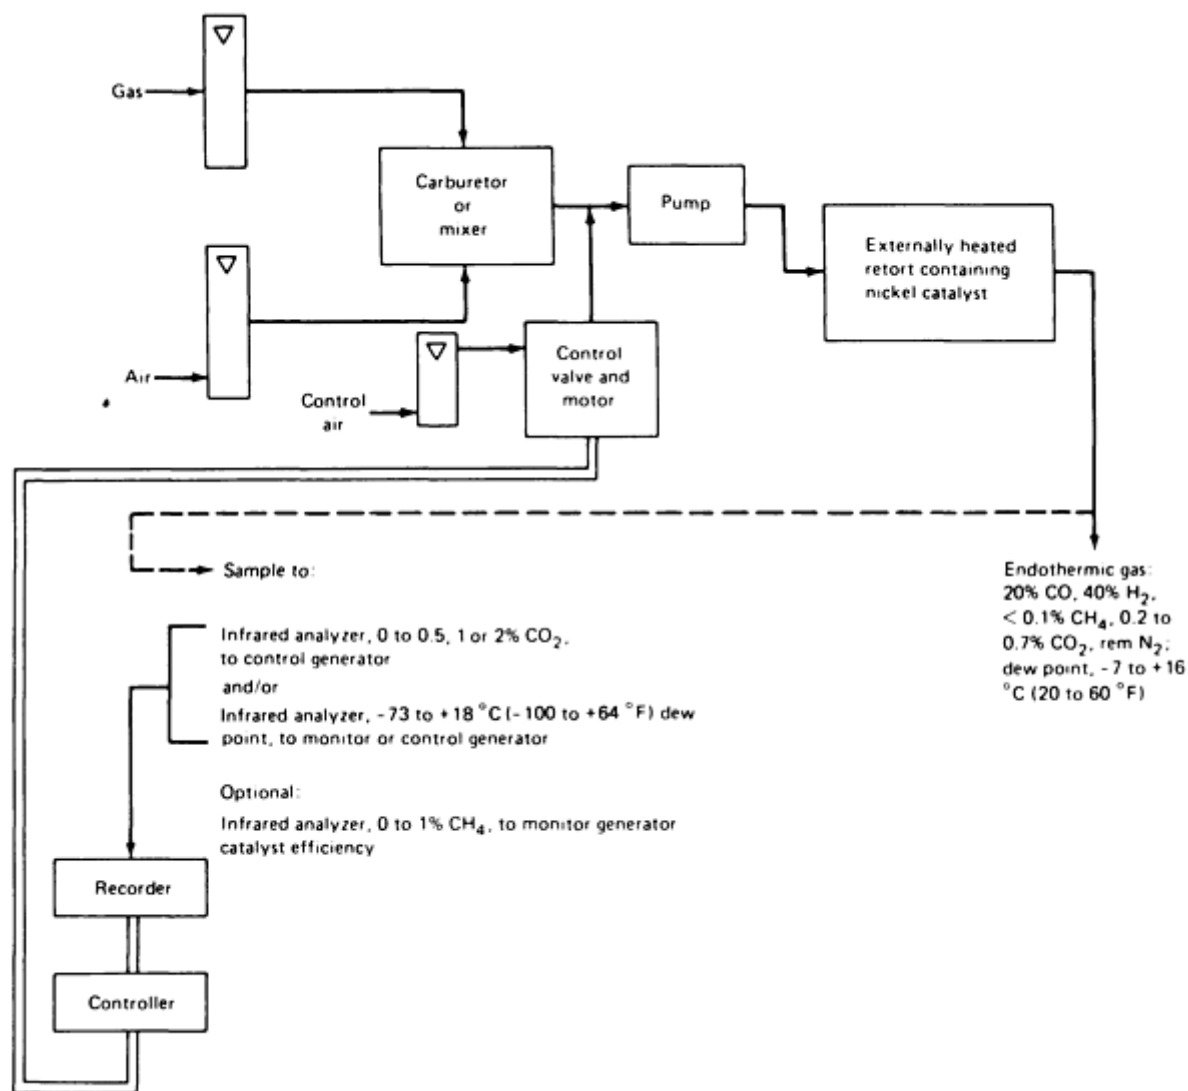 Gas
Carburetor
or
mixer
Pump
Externally heated
retort containing
nickel catalyst
Air
Control
air
Control
valve and
motor
Sample to:
Endothermic gas:
20% CO, 40% H₂,
< 0.1% CH₄, 0.2 to
0.7% CO₂, rem N₂;
dew point, -7 to +16
°C (20 to 60 °F)
Infrared analyzer, 0 to 0.5, 1 or 2% CO₂,
to control generator
and/or
Infrared analyzer, -73 to +18 °C (-100 to +64 °F) dew
point, to monitor or control generator
Optional:
Infrared analyzer, 0 to 1% CH₄, to monitor generator
catalyst efficiency
Recorder
Controller